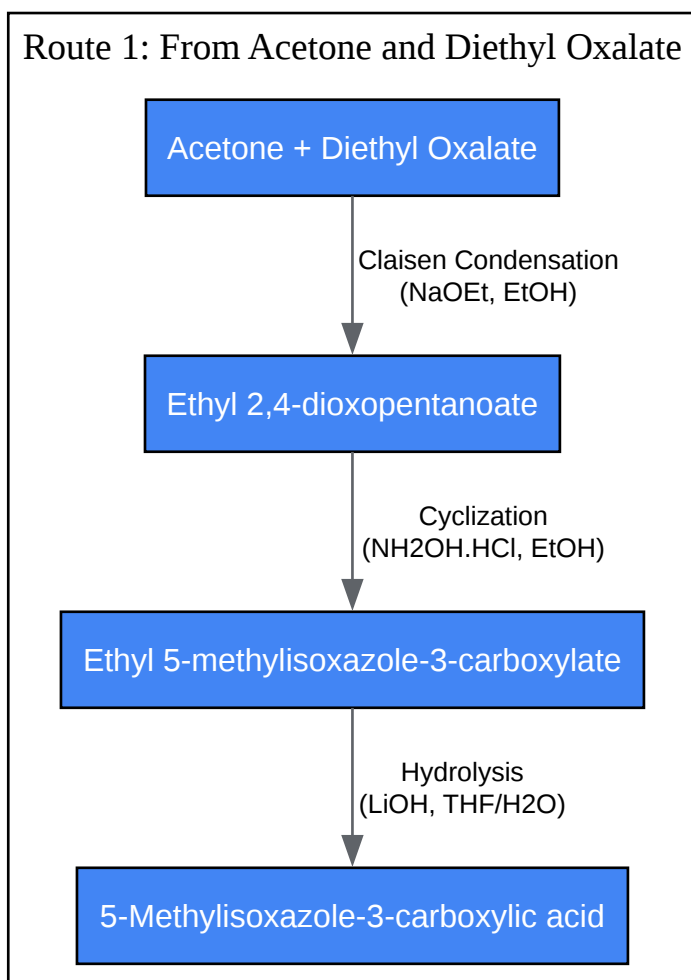 Route 1: From Acetone and Diethyl Oxalate
Acetone + Diethyl Oxalate
Claisen Condensation
(NaOEt, EtOH)
Ethyl 2,4-dioxopentanoate
Cyclization
(NH2OH.HCl, EtOH)
Ethyl 5-methylisoxazole-3-carboxylate
Hydrolysis
(LiOH, THF/H2O)
5-Methylisoxazole-3-carboxylic acid